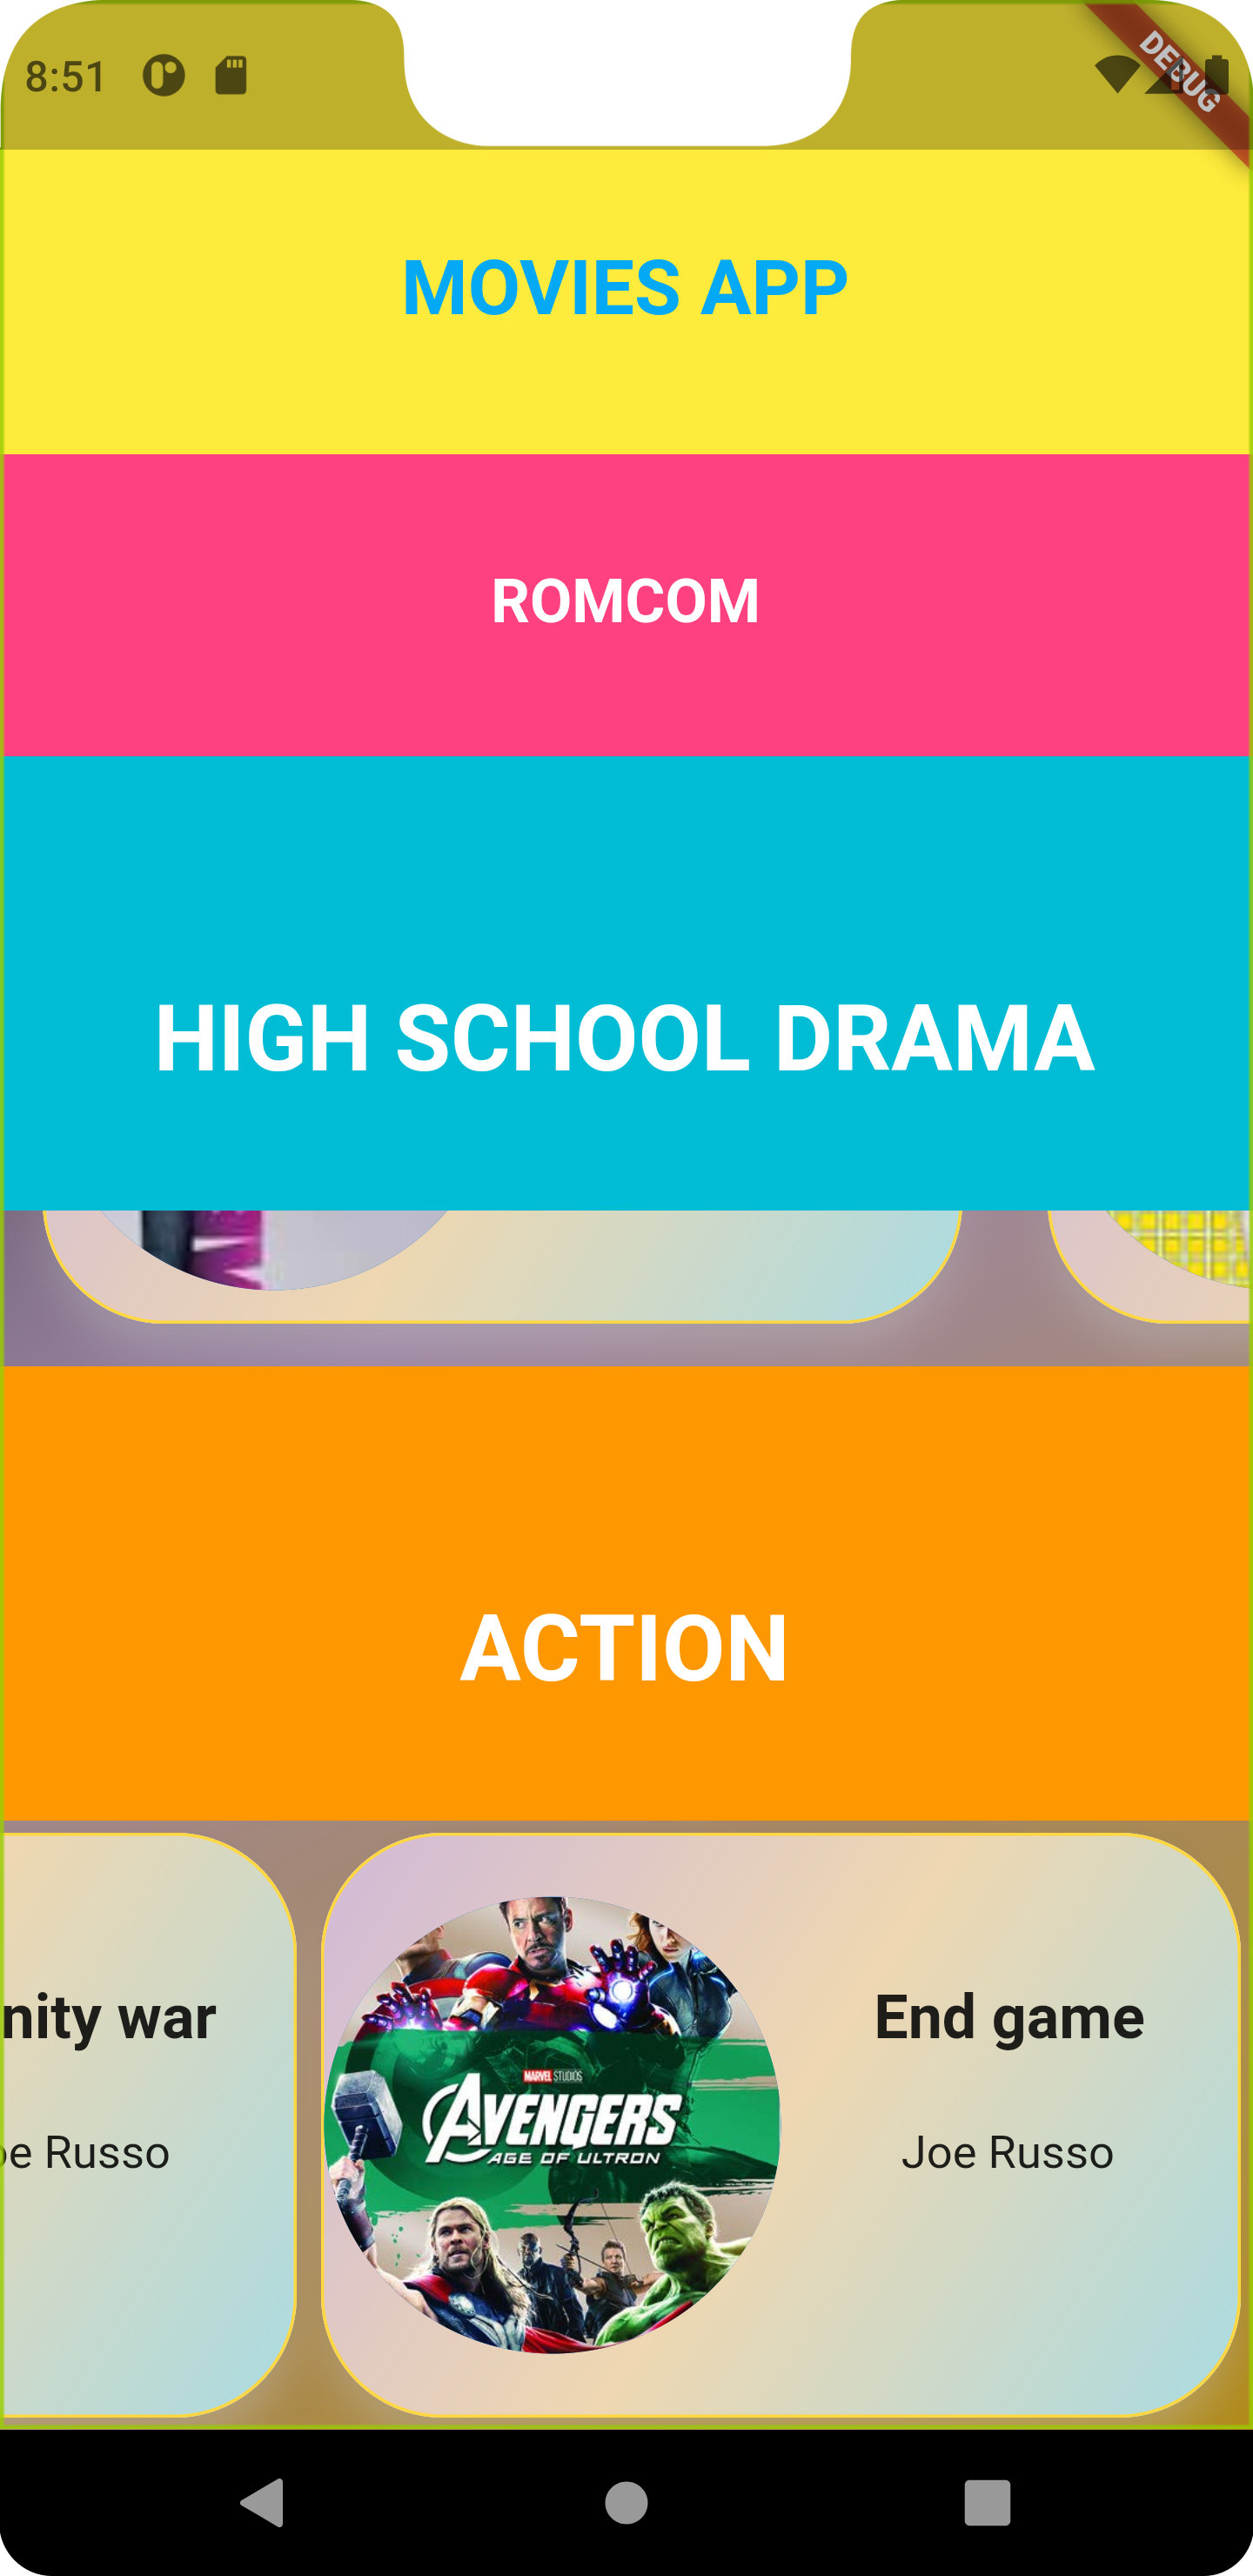 8:51
DEBUG
MOVIES APP
ROMCOM
HIGH SCHOOL DRAMA
ACTION
nity war
End game
MARVEL STUDIOS
AVENGERS
AGE OF ULTRON
oe Russo
Joe Russo